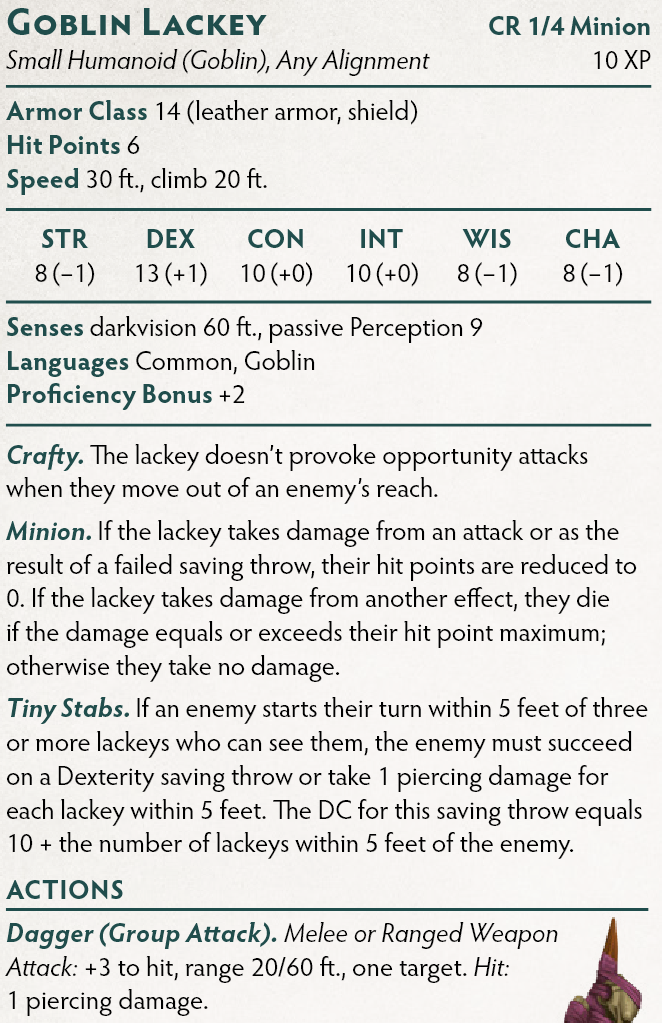 Goblin Lackey CR 1/4 Minion
Small Humanoid (Goblin), Any Alignment 10 XP
Armor Class 14 (leather armor, shield)
Hit Points 6
Speed 30 ft., climb 20 ft.
STR DEX CON INT WIS CHA
8 (−1) 13 (+1) 10 (+0) 10 (+0) 8 (−1) 8 (−1)
Senses darkvision 60 ft., passive Perception 9
Languages Common, Goblin
Proficiency Bonus +2
Crafty. The lackey doesn’t provoke opportunity attacks
when they move out of an enemy’s reach.
Minion. If the lackey takes damage from an attack or as the
result of a failed saving throw, their hit points are reduced to
0. If the lackey takes damage from another effect, they die
if the damage equals or exceeds their hit point maximum;
otherwise they take no damage.
Tiny Stabs. If an enemy starts their turn within 5 feet of three
or more lackeys who can see them, the enemy must succeed
on a Dexterity saving throw or take 1 piercing damage for
each lackey within 5 feet. The DC for this saving throw equals
10 + the number of lackeys within 5 feet of the enemy.
ACTIONS
Dagger (Group Attack). Melee or Ranged Weapon
Attack: +3 to hit, range 20/60 ft., one target. Hit:
1 piercing damage.